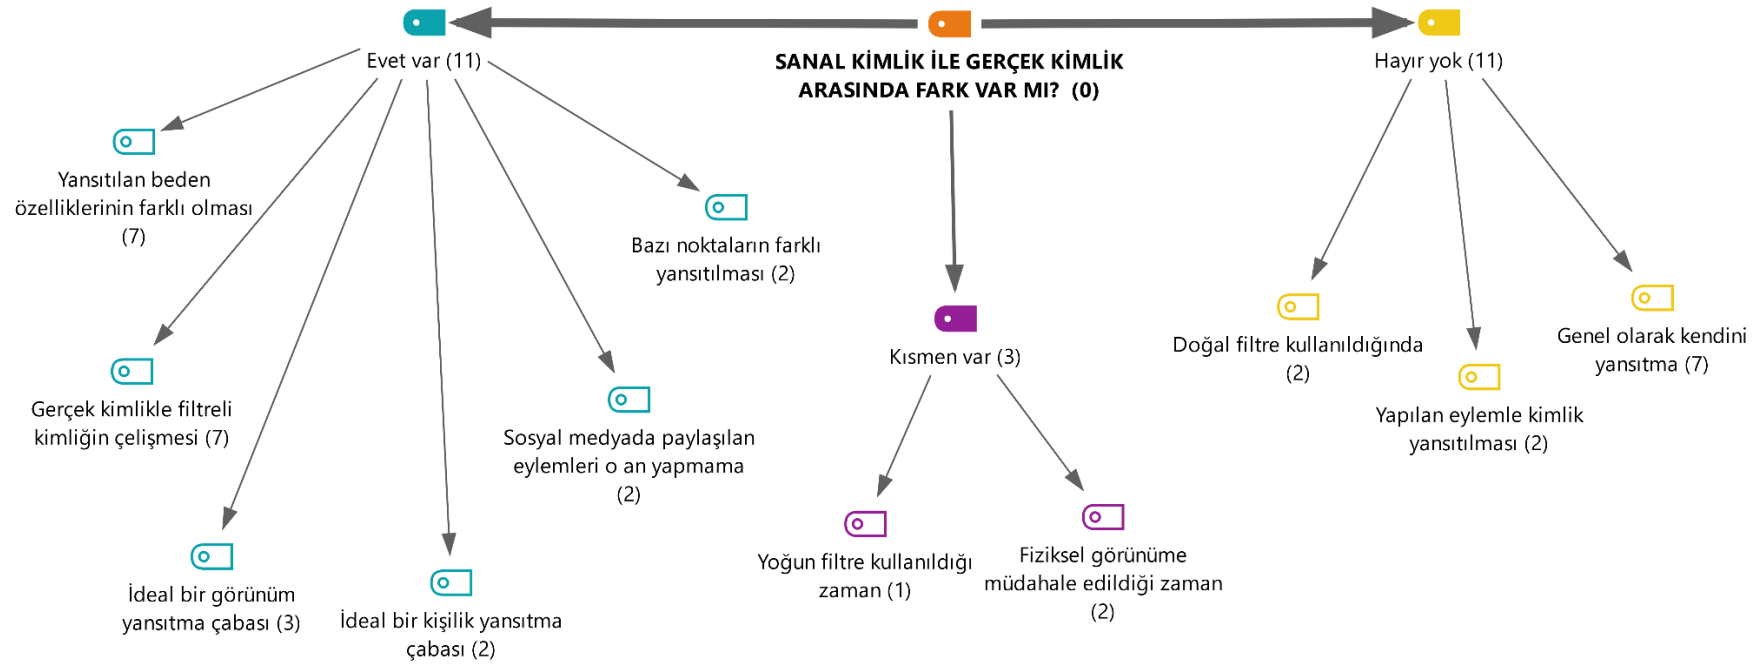 SANAL KİMLİK İLE GERÇEK KİMLİK
ARASINDA FARK VAR MI?  (0)
Evet var (11)
Yansıtılan beden
özelliklerinin farklı olması
(7)
Gerçek kimlikle filtreli
kimliğin çelişmesi (7)
İdeal bir görünüm
yansıtma çabası (3)
İdeal bir kişilik yansıtma
çabası (2)
Sosyal medyada paylaşılan
eylemleri o an yapmama
(2)
Bazı noktaların farklı
yansıtılması (2)
Kısmen var (3)
Yoğun filtre kullanıldığı
zaman (1)
Fiziksel görünüme
müdahale edildiği zaman
(2)
Hayır yok (11)
Doğal filtre kullanıldığında
(2)
Yapılan eylemle kimlik
yansıtılması (2)
Genel olarak kendini
yansıtma (7)